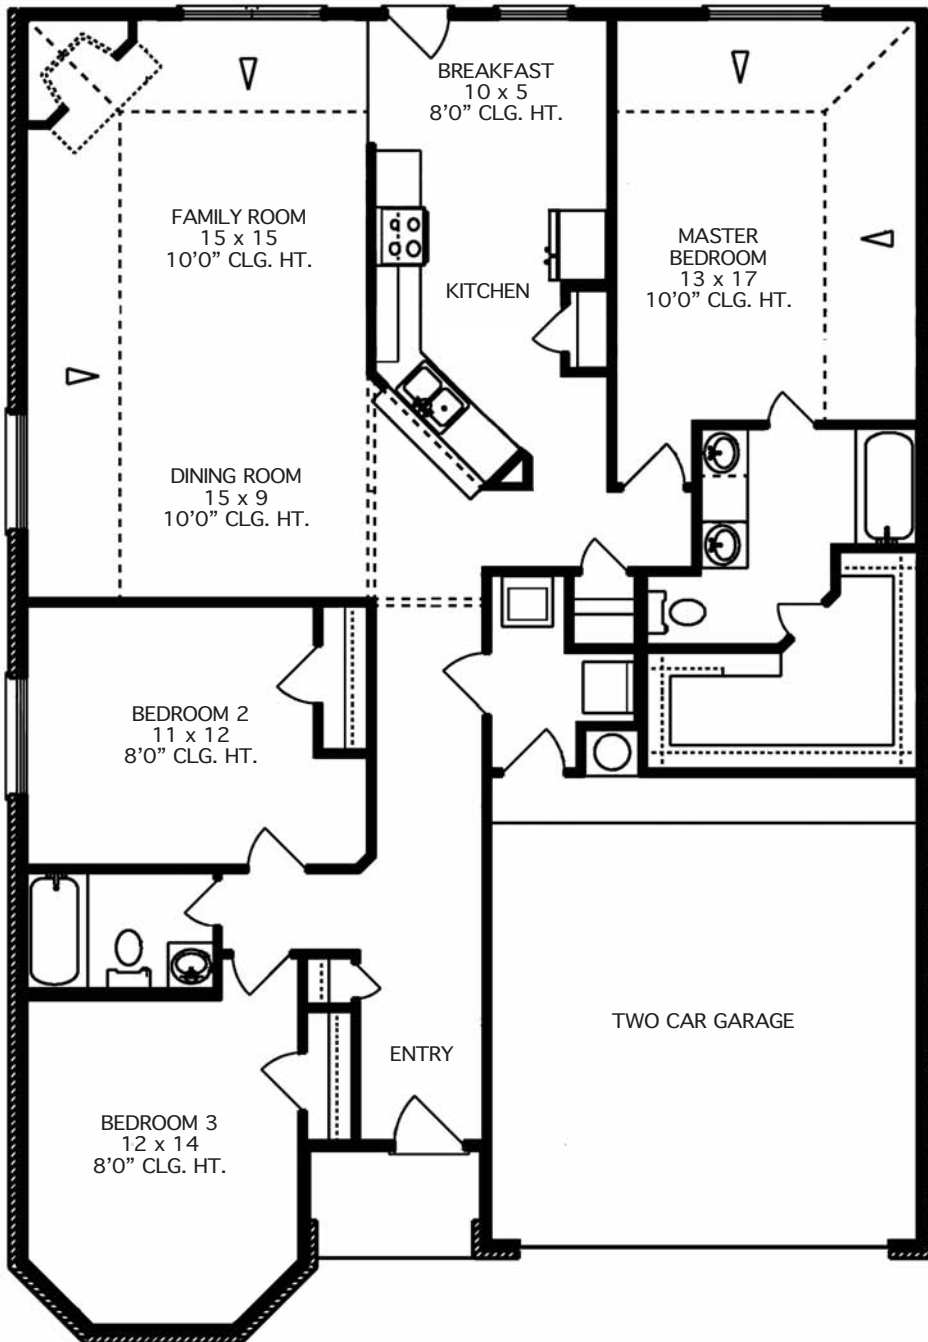 BREAKFAST
10 x 5
8’0” CLG. HT.
FAMILY ROOM
15 x 15
10’0” CLG. HT.
MASTER
BEDROOM
13 x 17
10’0” CLG. HT.
KITCHEN
DINING ROOM
15 x 9
10’0” CLG. HT.
BEDROOM 2
11 x 12
8’0” CLG. HT.
TWO CAR GARAGE
ENTRY
BEDROOM 3
12 x 14
8’0” CLG. HT.